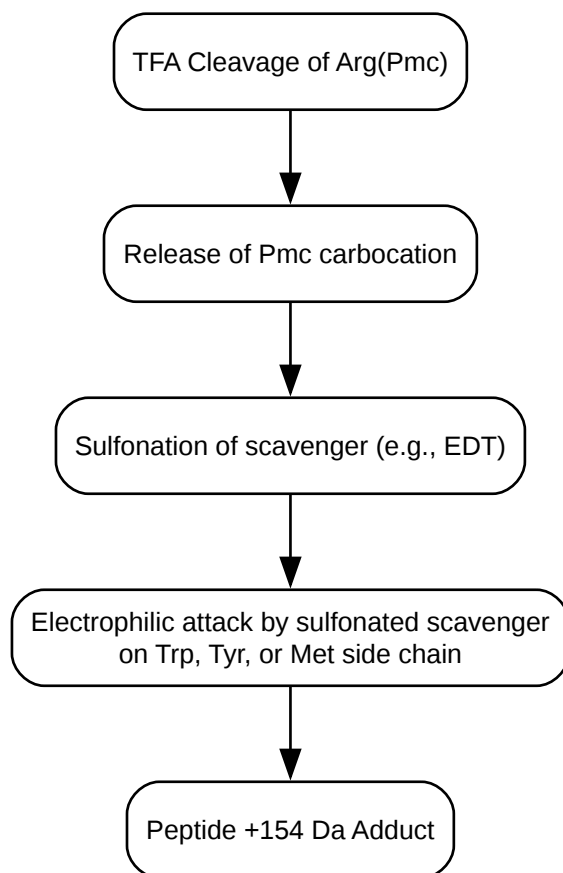 TFA Cleavage of Arg(Pmc)
Release of Pmc carbocation
Sulfonation of scavenger (e.g., EDT)
Electrophilic attack by sulfonated scavenger
on Trp, Tyr, or Met side chain
Peptide +154 Da Adduct